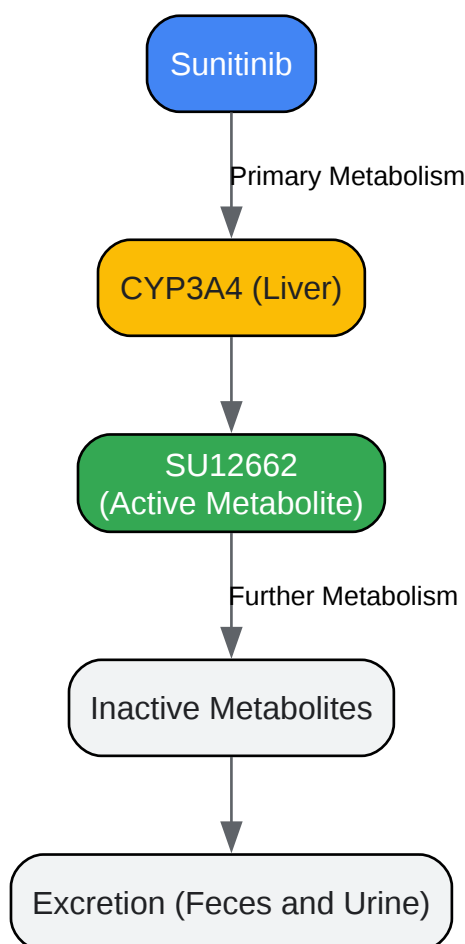 Sunitinib
Primary Metabolism
CYP3A4 (Liver)
SU12662
(Active Metabolite)
Further Metabolism
Inactive Metabolites
Excretion (Feces and Urine)